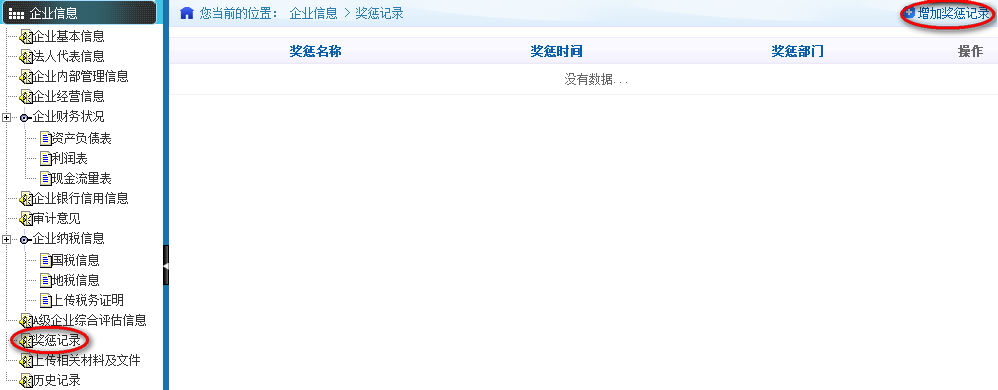 企业信息
企业基本信息
法人代表信息
企业内部管理信息
企业经营信息
企业财务状况
资产负债表
利润表
现金流量表
企业银行信用信息
审计意见
企业纳税信息
国税信息
地税信息
上传税务证明
A级企业综合评估信息
奖惩记录
上传相关材料及文件
历史记录
您当前的位置： 企业信息 > 奖惩记录 增加奖惩记录
奖惩名称 奖惩时间 奖惩部门 操作
没有数据...